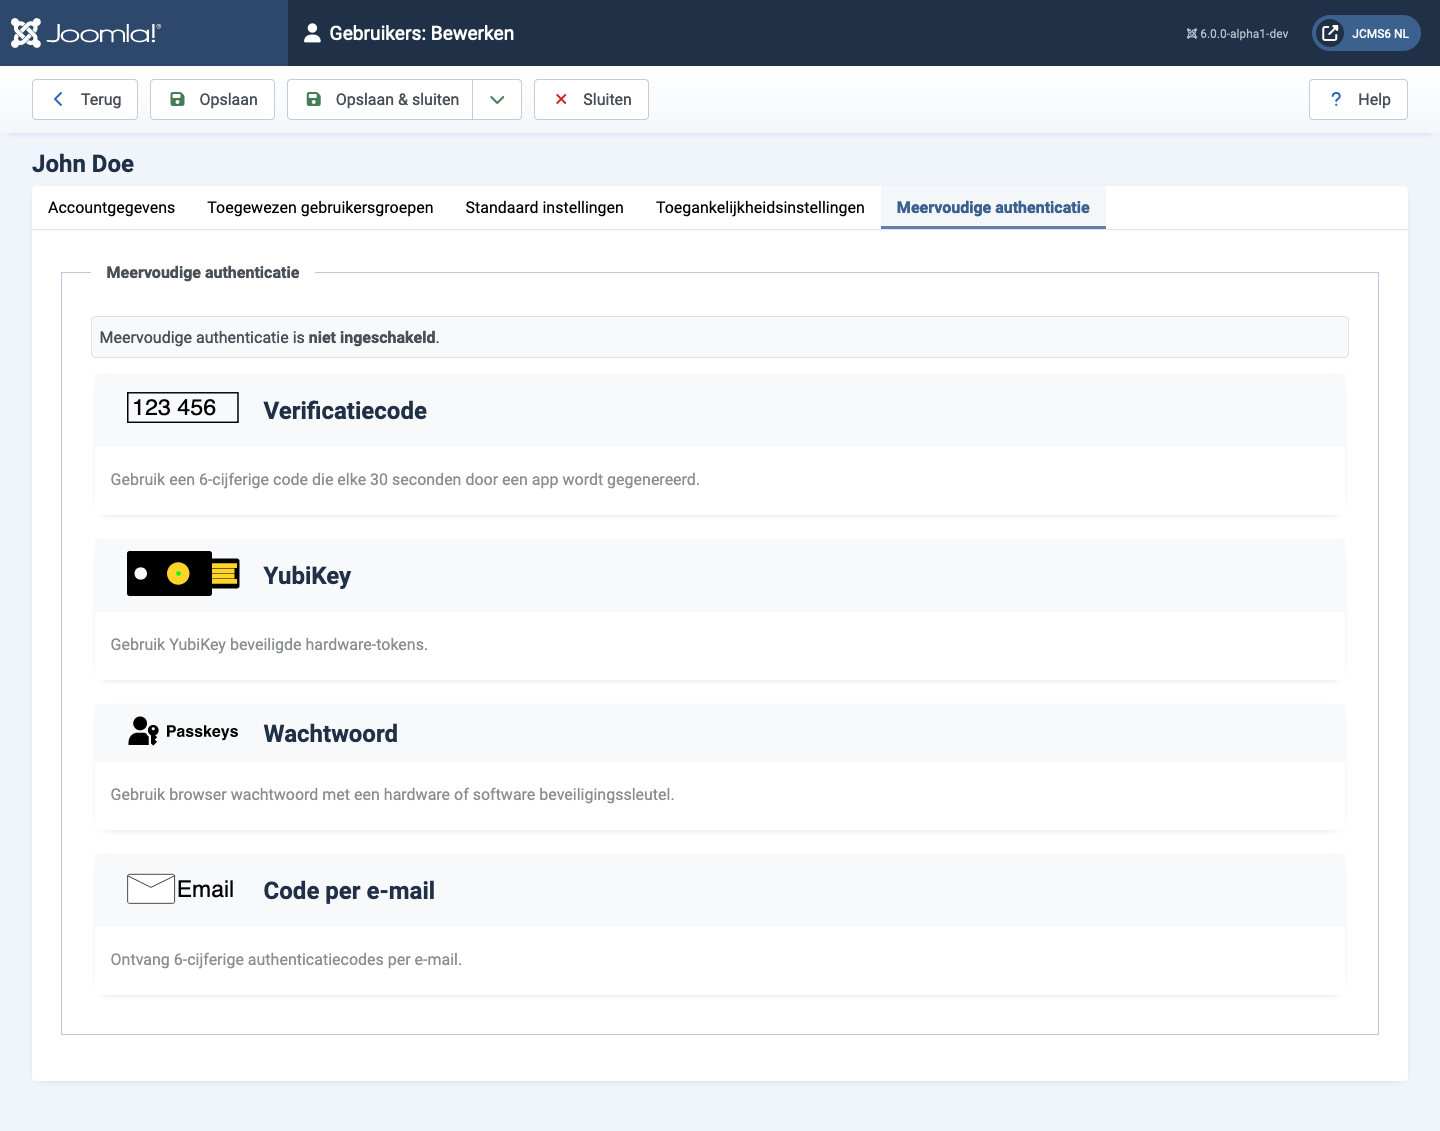 Joomla!®
Gebruikers: Bewerken
6.0.0-alpha1-dev
JCMS6 NL
Terug
Opslaan
Opslaan & sluiten
Sluiten
? Help
John Doe
Accountgegevens
Toegewezen gebruikersgroepen
Standaard instellingen
Toegankelijkheidsinstellingen
Meervoudige authenticatie
Meervoudige authenticatie
Meervoudige authenticatie is niet ingeschakeld.
123 456
Verificatiecode
Gebruik een 6-cijferige code die elke 30 seconden door een app wordt gegenereerd.
YubiKey
Gebruik YubiKey beveiligde hardware-tokens.
Passkeys
Wachtwoord
Gebruik browser wachtwoord met een hardware of software beveiligingssleutel.
Email
Code per e-mail
Ontvang 6-cijferige authenticatiecodes per e-mail.